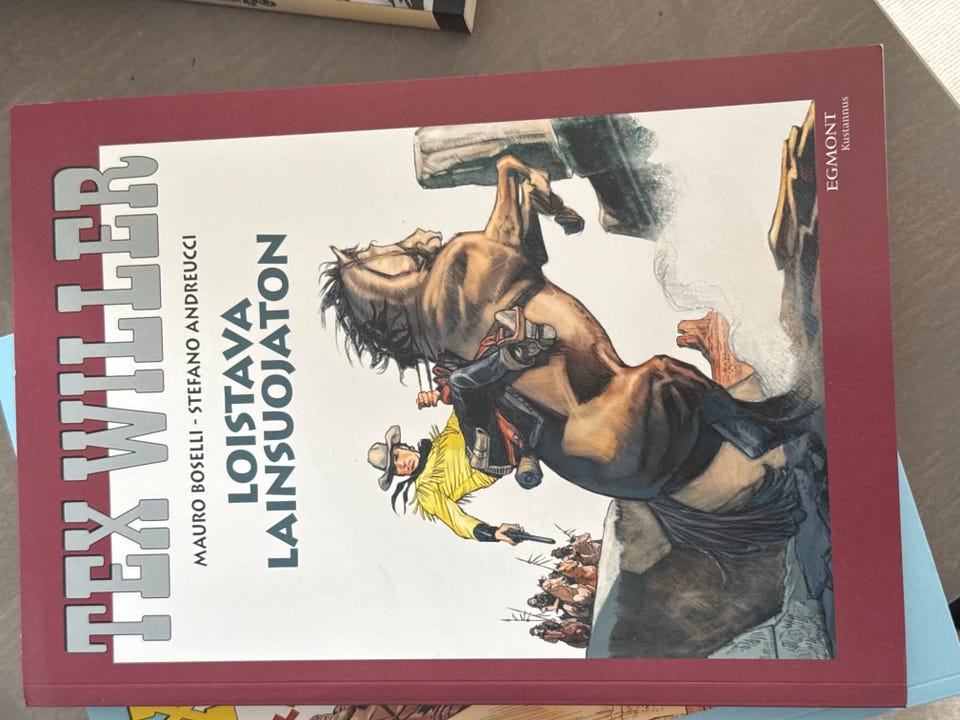 TEX WILLER
MAURO BOSELLI - STEFANO ANDREUCCI
LOISTAVA
LAINSUOJATON
EGMONT
Kustannus